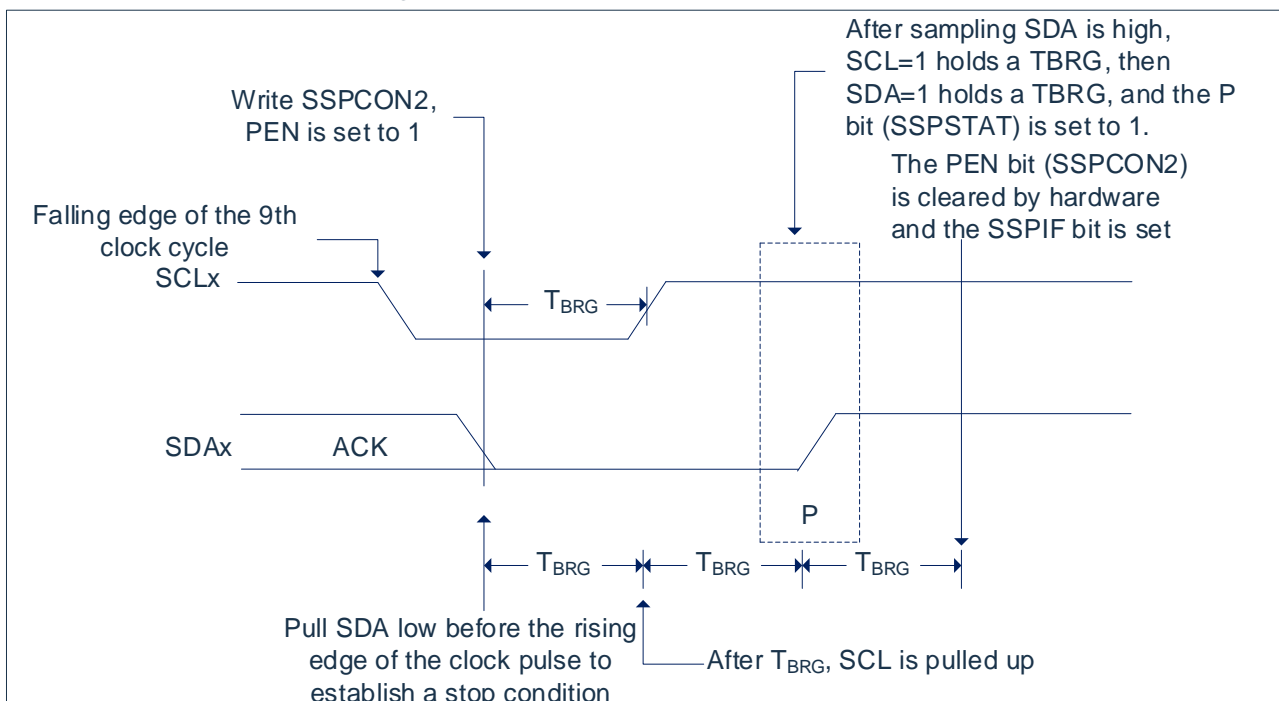 After sampling SDA is high,
SCL=1 holds a TBRG, then
SDA=1 holds a TBRG, and the P
bit (SSPSTAT) is set to 1.
Write SSPCON2,
PEN is set to 1
The PEN bit (SSPCON2)
is cleared by hardware
and the SSPIF bit is set
Falling edge of the 9th
clock cycle
SCLx
TBRG
SDAx
ACK
P
TBRG
TBRG
TBRG
Pull SDA low before the rising
edge of the clock pulse to
establish a stop condition
After TBRG, SCL is pulled up